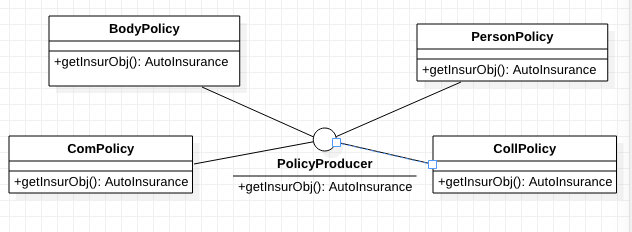 BodyPolicy
+getInsurObj(): AutoInsurance
PersonPolicy
+getInsurObj(): AutoInsurance
ComPolicy
+getInsurObj(): AutoInsurance
PolicyProducer
+getInsurObj(): AutoInsurance
CollPolicy
+getInsurObj(): AutoInsurance